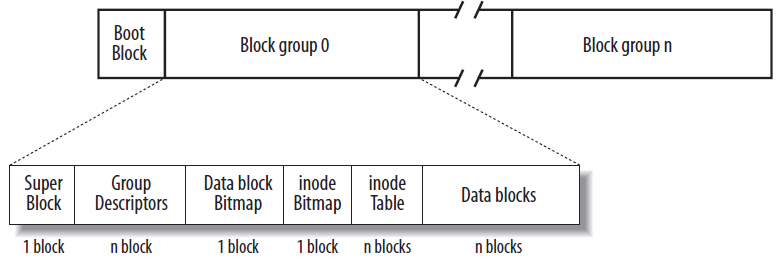 Boot
Block
Block group 0
Block group n
Super
Block
Group
Descriptors
Data block
Bitmap
inode
Bitmap
inode
Table
Data blocks
1 block
n block
1 block
1 block
n blocks
n blocks